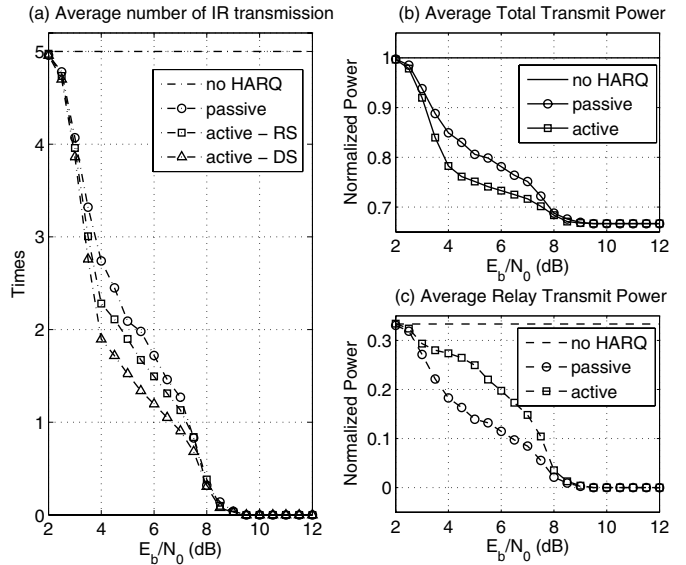 (a) Average number of IR transmission
5
4
3
2
1
0
Times
2 4 6 8 10 12
E_b/N_0 (dB)
no HARQ
passive
active – RS
active – DS
(b) Average Total Transmit Power
1
0.9
0.8
0.7
Normalized Power
2 4 6 8 10 12
E_b/N_0 (dB)
no HARQ
passive
active
(c) Average Relay Transmit Power
0.3
0.2
0.1
0
Normalized Power
2 4 6 8 10 12
E_b/N_0 (dB)
no HARQ
passive
active